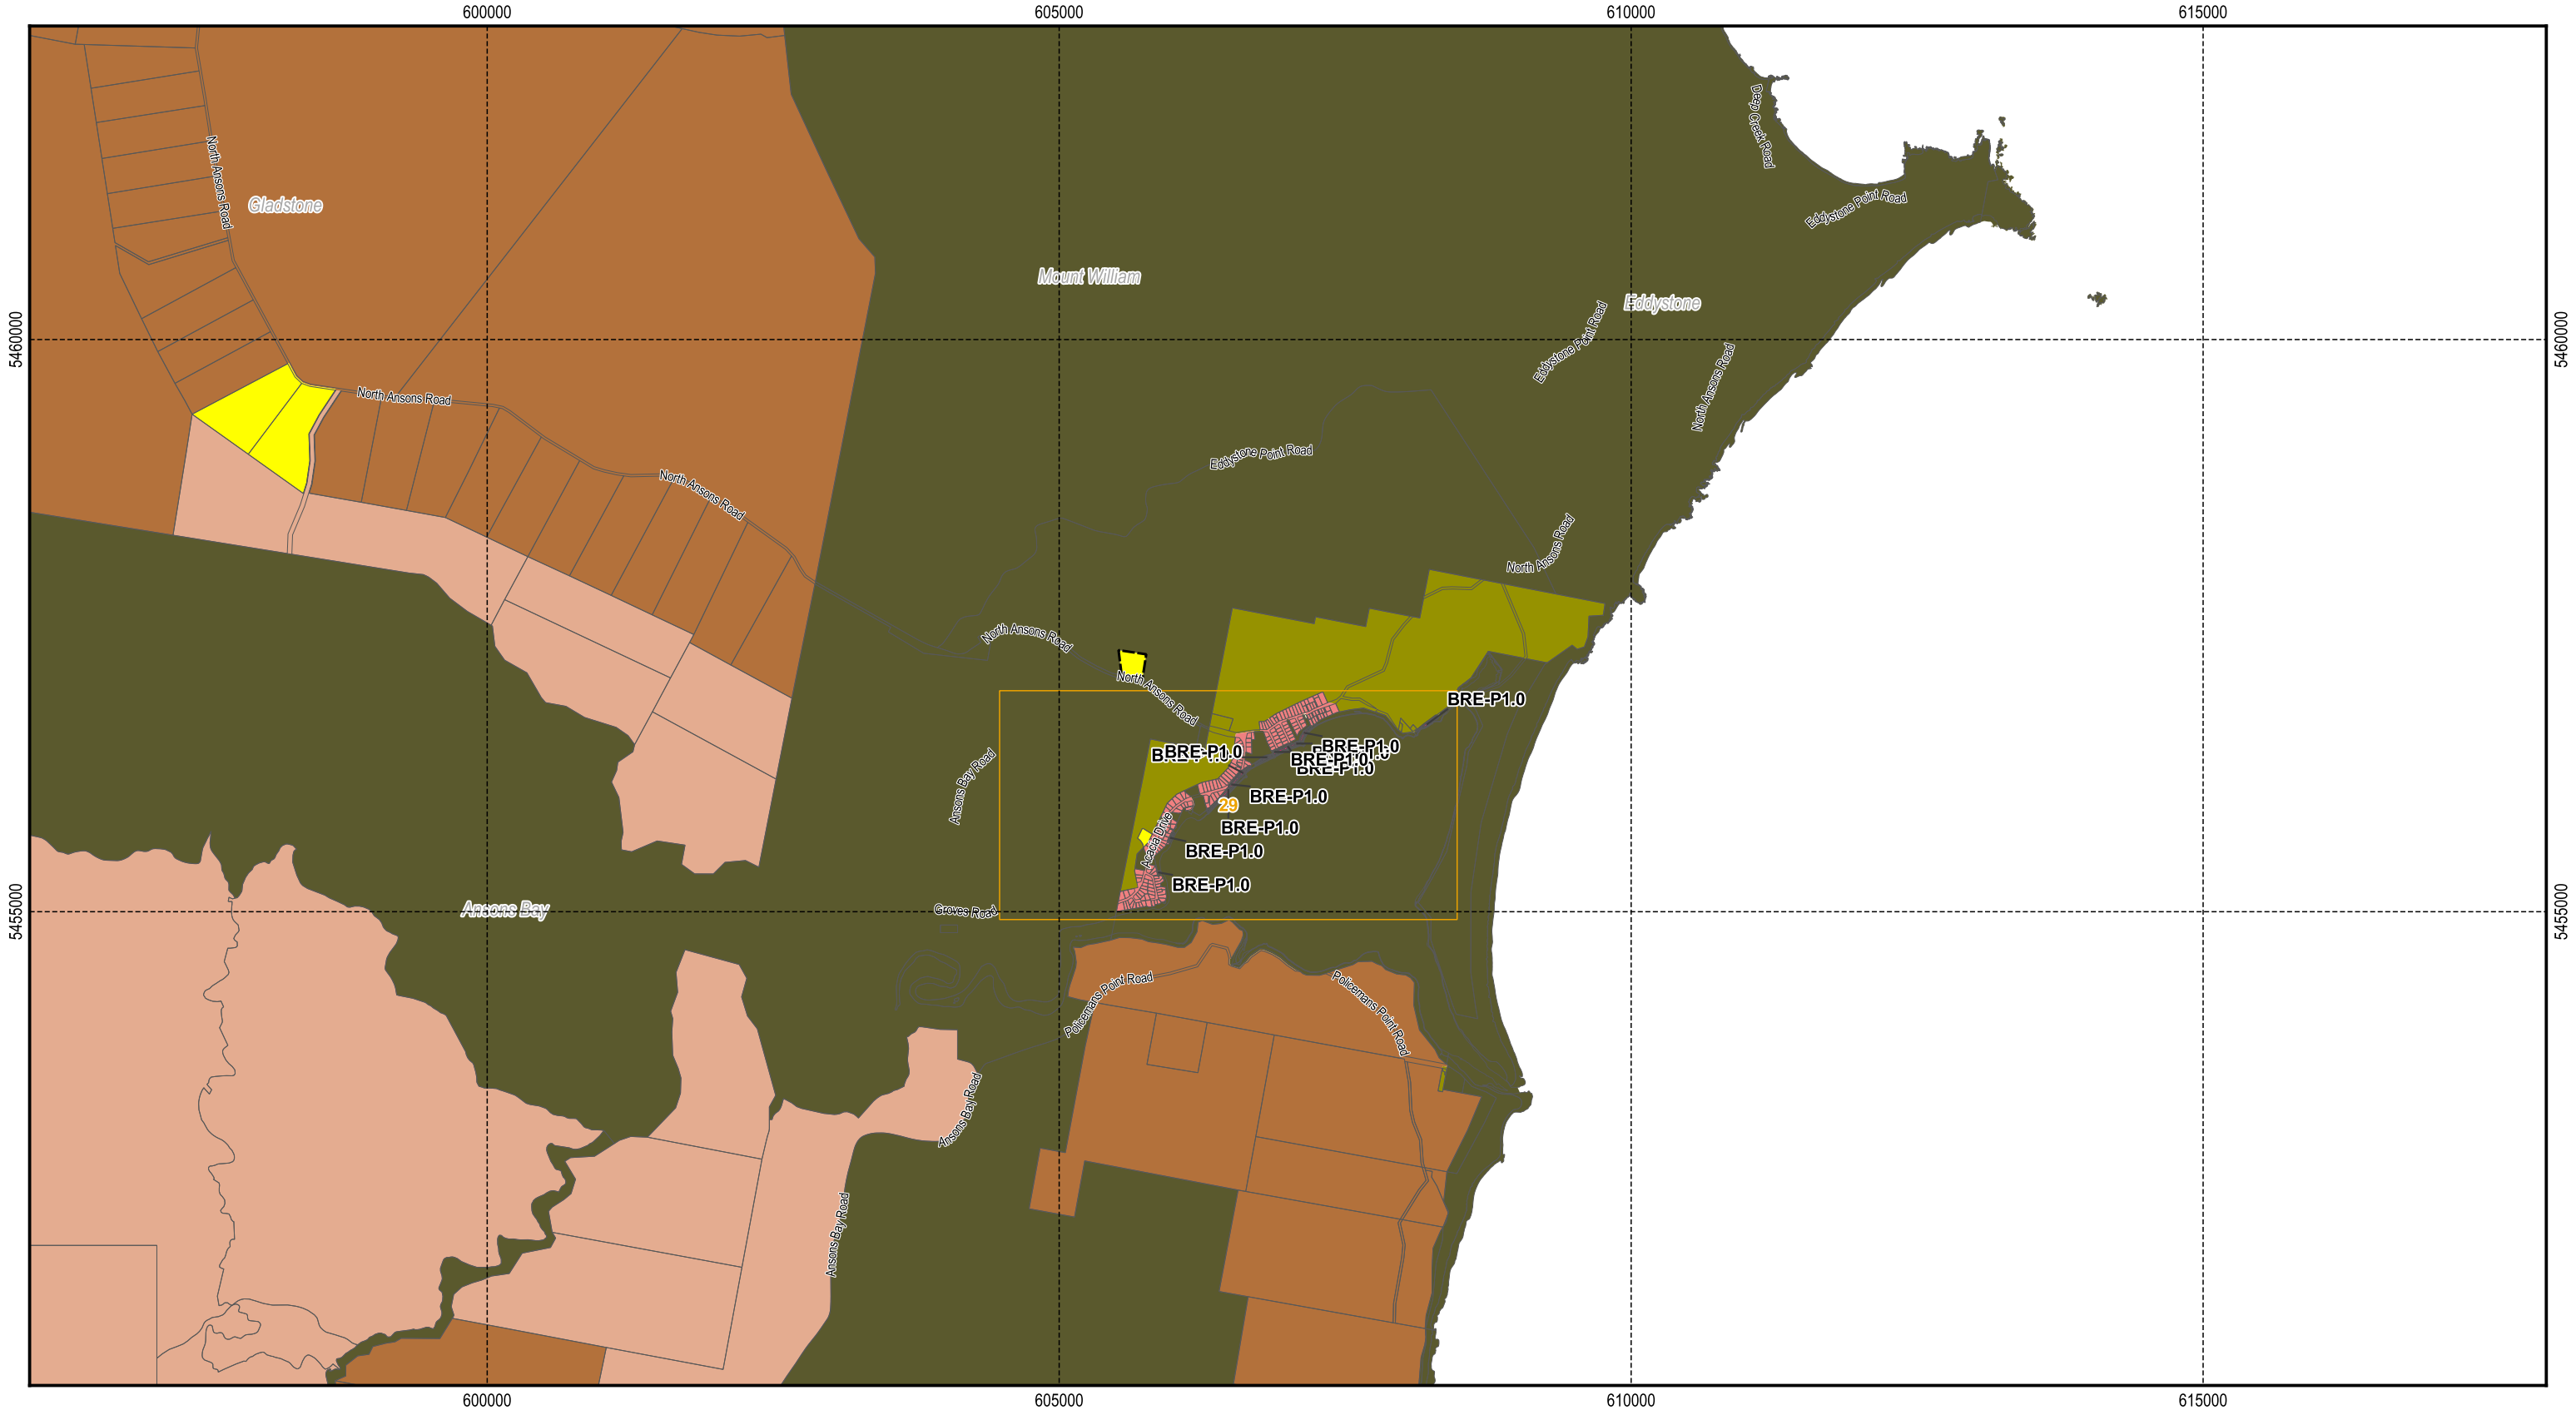 600000
605000
610000
615000
Deep Creek Road
North Ansons Road
Eddystone Point Road
Gladstone
Mount William
Eddystone
5460000
5460000
Eddystone Point Road
North Ansons Road
North Ansons Road
Eddystone Point Road
North Ansons Road
North Ansons Road
North Ansons Road
North Ansons Road
BRE-P1.0
BRE-P1.0
BRE-P1.0
BRE-P1.0
BRE-P1.0
Ansons Bay Road
BRE-P1.0
29
BRE-P1.0
Acacia Drive
BRE-P1.0
BRE-P1.0
Ansons Bay
Groves Road
5455000
5455000
Policemans Point Road
Policemans Point Road
Ansons Bay Road
Ansons Bay Road
600000
605000
610000
615000